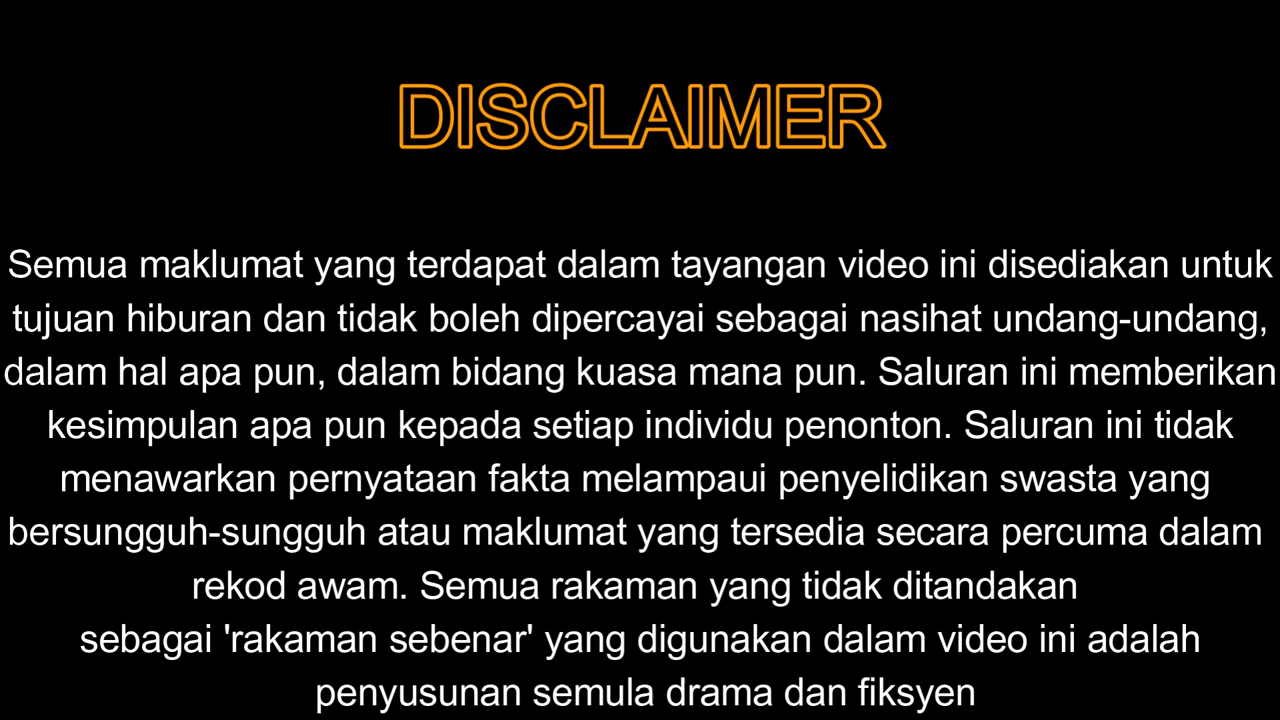 DISCLAIMER
Semua maklumat yang terdapat dalam tayangan video ini disediakan untuk
tujuan hiburan dan tidak boleh dipercayai sebagai nasihat undang-undang,
dalam hal apa pun, dalam bidang kuasa mana pun. Saluran ini memberikan
kesimpulan apa pun kepada setiap individu penonton. Saluran ini tidak
menawarkan pernyataan fakta melampaui penyelidikan swasta yang
bersungguh-sungguh atau maklumat yang tersedia secara percuma dalam
rekod awam. Semua rakaman yang tidak ditandakan
sebagai 'rakaman sebenar' yang digunakan dalam video ini adalah
penyusunan semula drama dan fiksyen